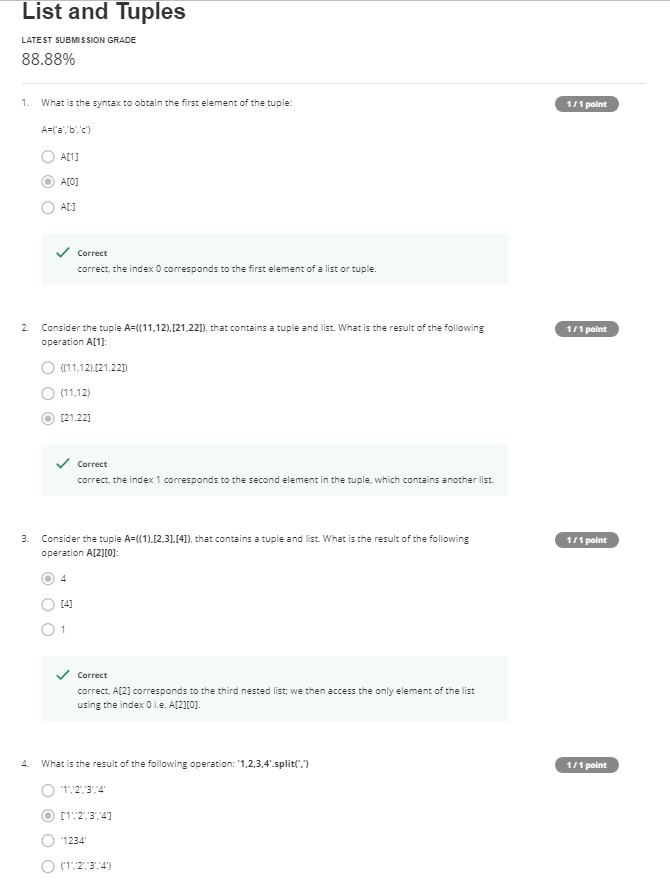 List and Tuples
LATEST SUBMISSION GRADE
88.88%
1. What is the syntax to obtain the first element of the tuple:
1 / 1 point
A=('a','b','c')
A[1]
A[0]
A[:]
Correct
correct, the index 0 corresponds to the first element of a list or tuple.
2. Consider the tuple A=((11,12),[21,22]), that contains a tuple and list. What is the result of the following
operation A[1]:
1 / 1 point
((11,12),[21,22])
(11,12)
[21,22]
Correct
correct, the index 1 corresponds to the second element in the tuple, which contains another list.
3. Consider the tuple A=((1),[2,3],[4]), that contains a tuple and list. What is the result of the following
operation A[2][0]:
1 / 1 point
4
[4]
1
Correct
correct, A[2] corresponds to the third nested list; we then access the only element of the list
using the index 0 i.e. A[2][0].
4. What is the result of the following operation: '1,2,3,4'.split(',')
1 / 1 point
'1','2','3','4'
['1','2','3','4']
'1234'
('1','2','3','4')